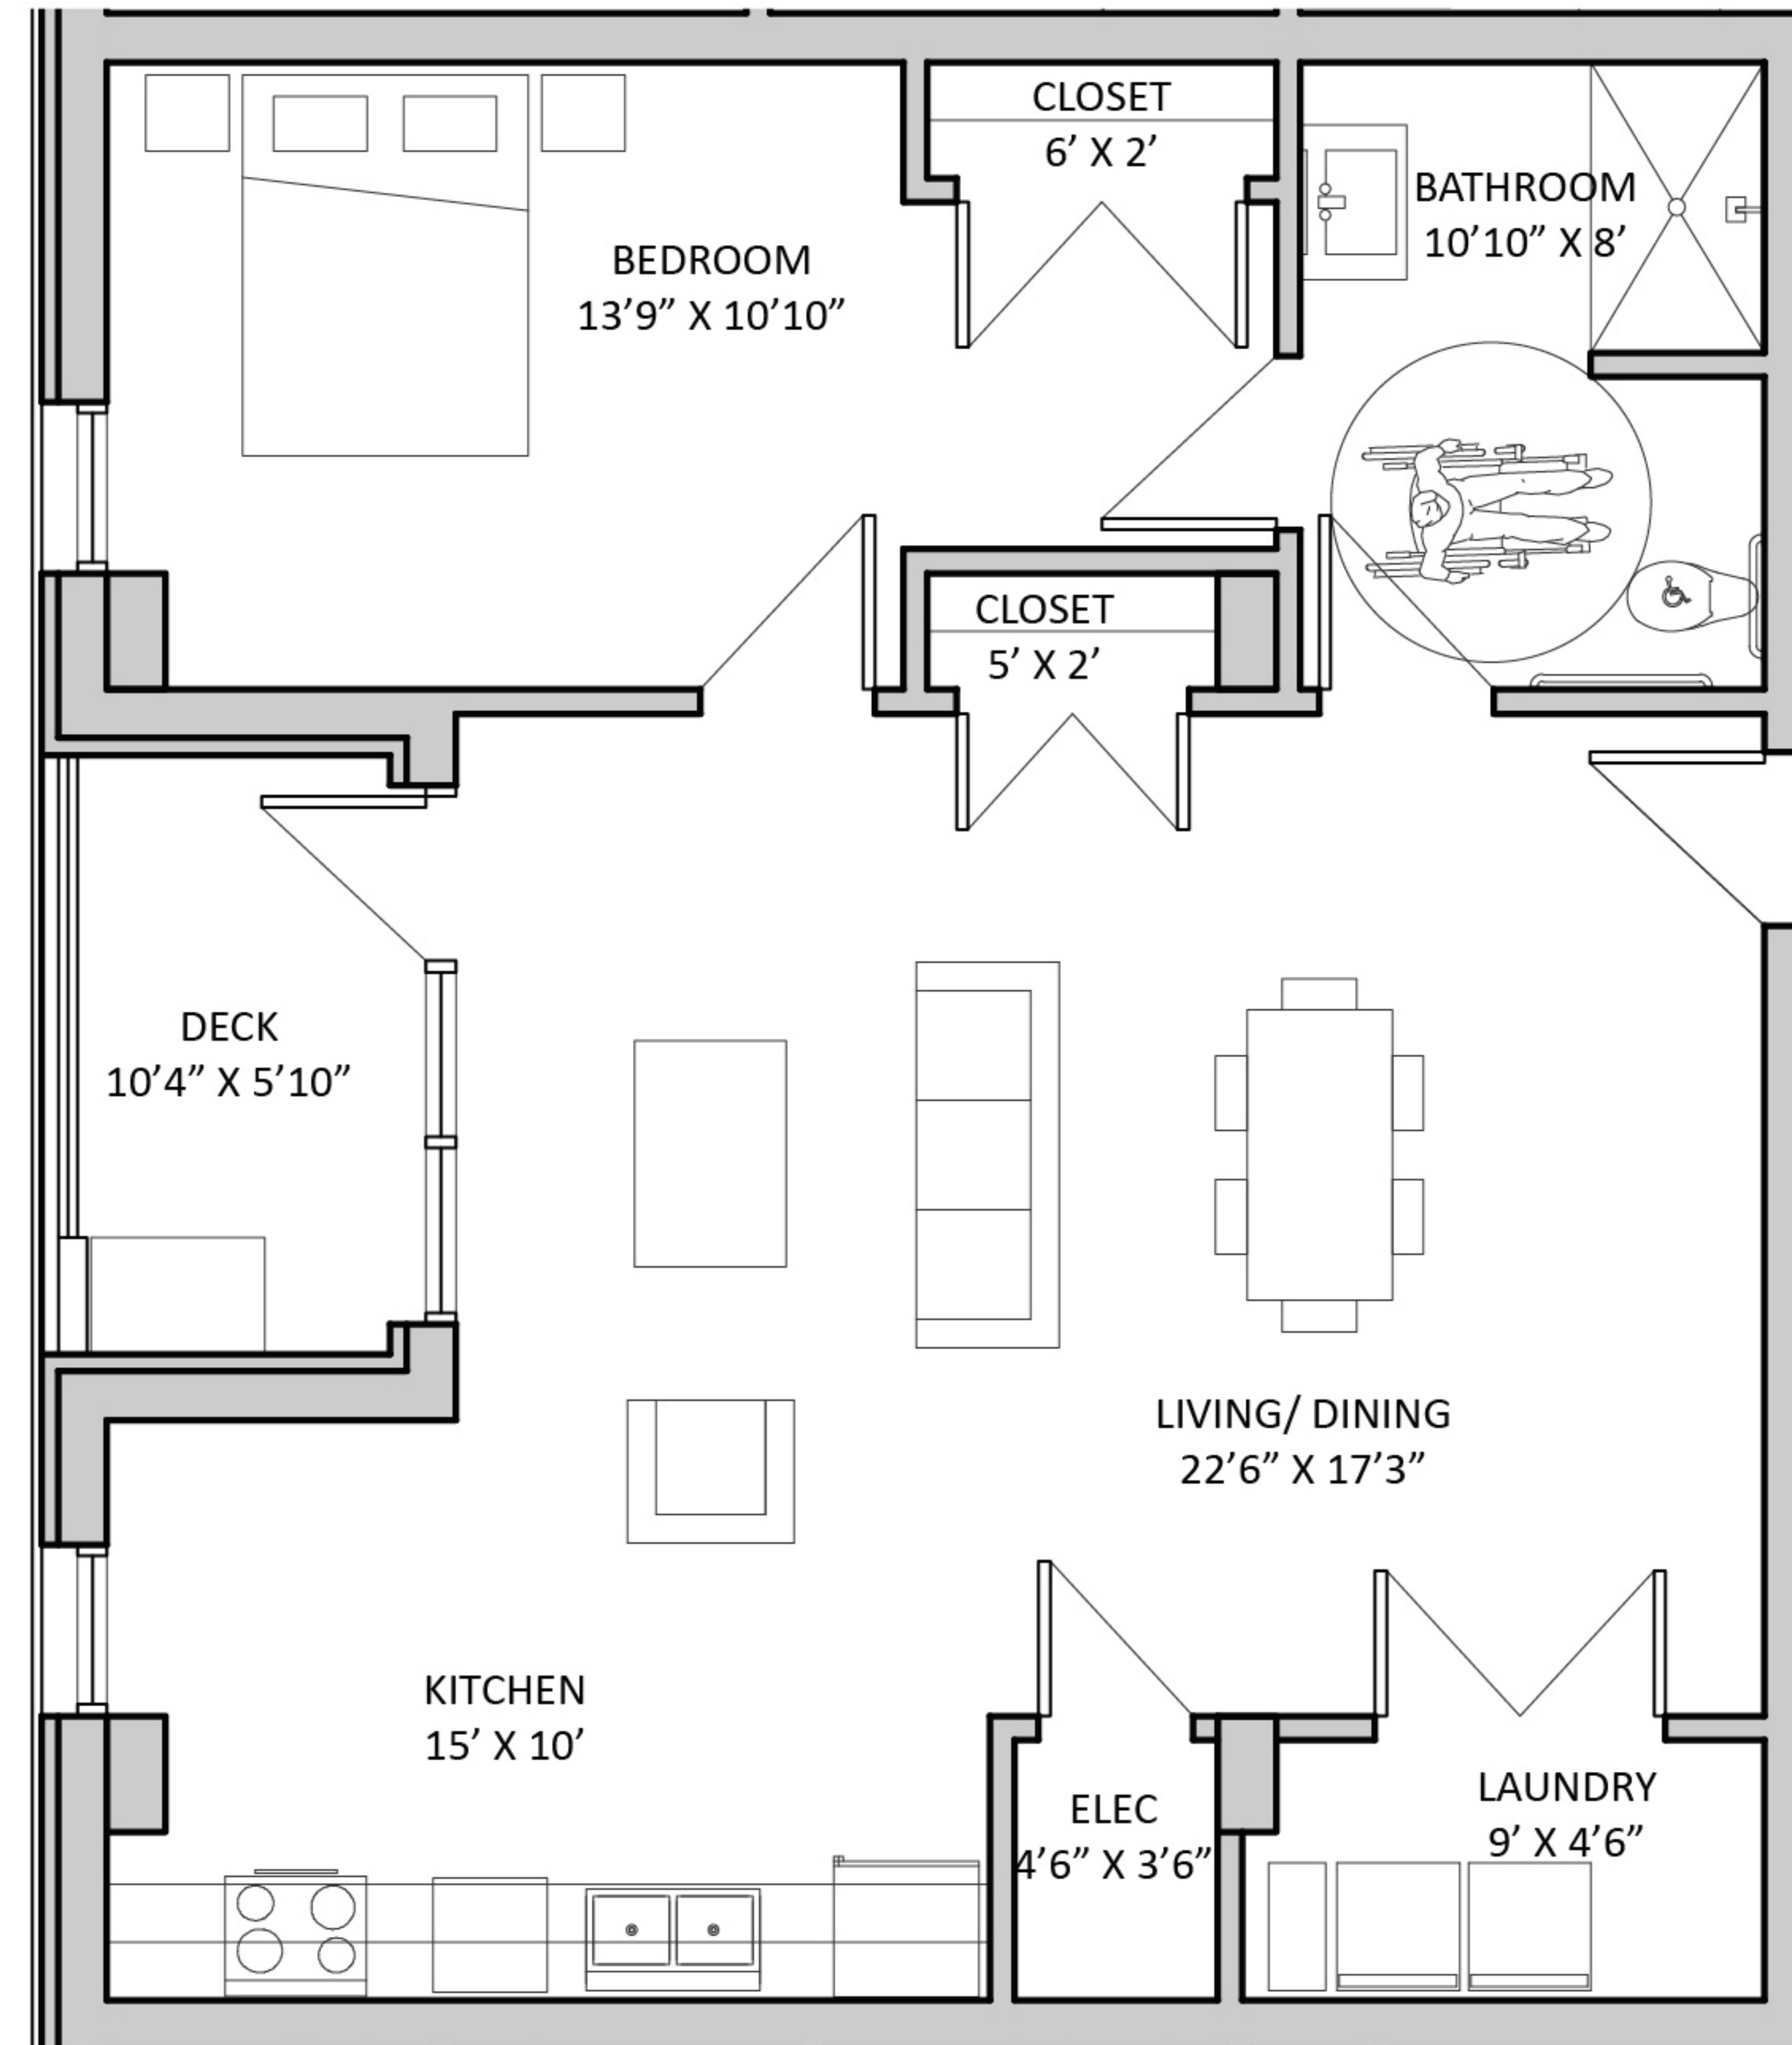 CLOSET
6’ X 2’
BATHROOM
10’10” X 8’
BEDROOM
13’9” X 10’10”
CLOSET
5’ X 2’
DECK
10’4” X 5’10”
LIVING/ DINING
22’6” X 17’3”
KITCHEN
15’ X 10’
ELEC
4’6” X 3’6”
LAUNDRY
9’ X 4’6”